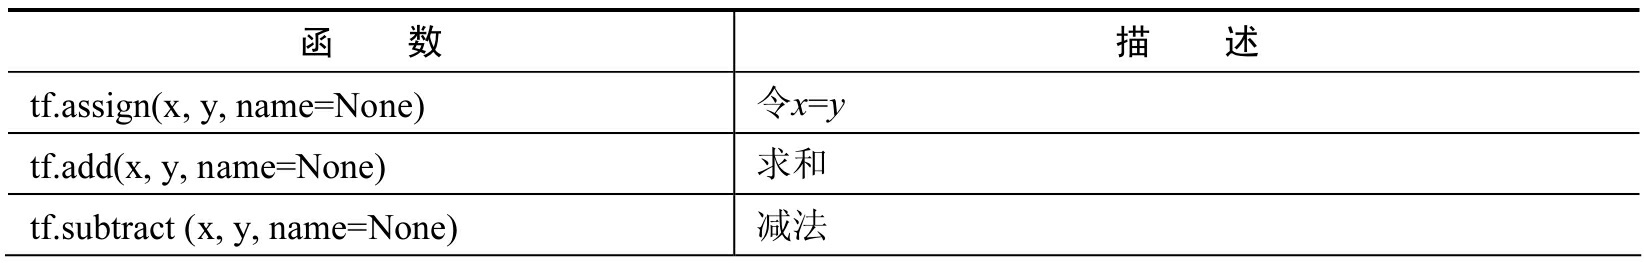 函 数 描 述
tf.assign(x, y, name=None) 令x=y
tf.add(x, y, name=None) 求和
tf.subtract (x, y, name=None) 减法